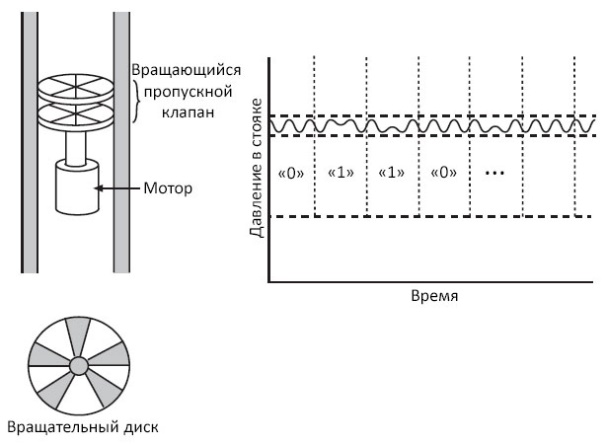 Вращающийся
пропускной
клапан
Мотор
Вращательный диск
Давление в стояке
«0» «1» «1» «0» ...
Время